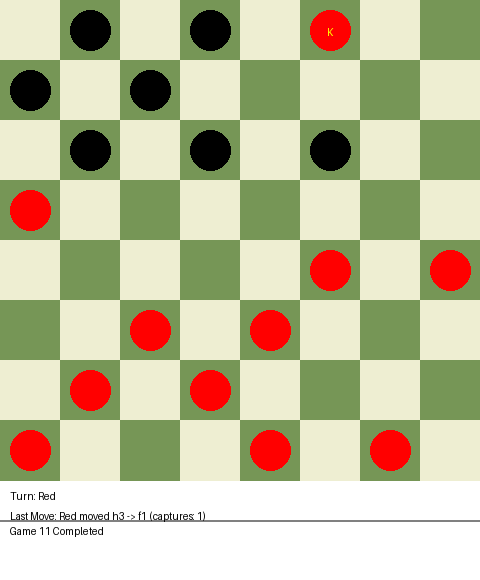 K
Turn: Red
Last Move: Red moved h3 -> f1 (captures: 1)
Game 11 Completed